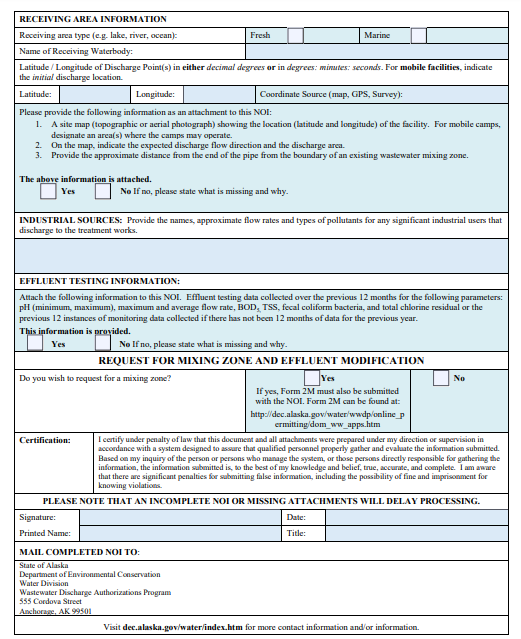 RECEIVING AREA INFORMATION
Receiving area type (e.g. lake, river, ocean): Fresh Marine
Name of Receiving Waterbody:
Latitude / Longitude of Discharge Point(s) in either decimal degrees or in degrees: minutes: seconds. For mobile facilities, indicate
the initial discharge location.
Latitude: Longitude: Coordinate Source (map, GPS, Survey):
Please provide the following information as an attachment to this NOI:
1. A site map (topographic or aerial photograph) showing the location (latitude and longitude) of the facility. For mobile camps,
designate an area(s) where the camps may operate.
2. On the map, indicate the expected discharge flow direction and the discharge area.
3. Provide the approximate distance from the end of the pipe from the boundary of an existing wastewater mixing zone.
The above information is attached.
Yes No If no, please state what is missing and why.
INDUSTRIAL SOURCES: Provide the names, approximate flow rates and types of pollutants for any significant industrial users that
discharge to the treatment works.
EFFLUENT TESTING INFORMATION:
Attach the following information to this NOI. Effluent testing data collected over the previous 12 months for the following parameters:
pH (minimum, maximum), maximum and average flow rate, BOD5, TSS, fecal coliform bacteria, and total chlorine residual or the
previous 12 instances of monitoring data collected if there has not been 12 months of data for the previous year.
This information is provided.
Yes No If no, please state what is missing and why.
REQUEST FOR MIXING ZONE AND EFFLUENT MODIFICATION
Do you wish to request for a mixing zone? Yes No
If yes, Form 2M must also be submitted
with the NOI. Form 2M can be found at:
http://dec.alaska.gov/water/wwdp/online_p
ermitting/dom_ww_apps.htm
Certification: I certify under penalty of law that this document and all attachments were prepared under my direction or supervision in
accordance with a system designed to assure that qualified personnel properly gather and evaluate the information submitted.
Based on my inquiry of the person or persons who manage the system, or those persons directly responsible for gathering the
information, the information submitted is, to the best of my knowledge and belief, true, accurate, and complete. I am aware
that there are significant penalties for submitting false information, including the possibility of fine and imprisonment for
knowing violations.
PLEASE NOTE THAT AN INCOMPLETE NOI OR MISSING ATTACHMENTS WILL DELAY PROCESSING.
Signature: Date:
Printed Name: Title:
MAIL COMPLETED NOI TO:
State of Alaska
Department of Environmental Conservation
Water Division
Wastewater Discharge Authorizations Program
555 Cordova Street
Anchorage, AK 99501
Visit dec.alaska.gov/water/index.htm for more contact information and/or information.